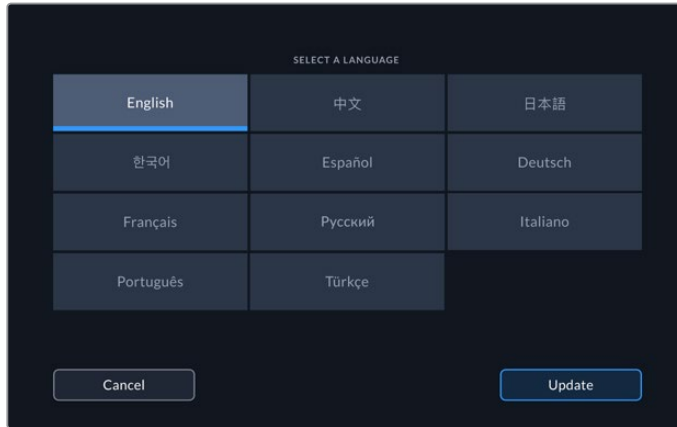 SELECT A LANGUAGE
English 中文 日本語
한국어 Español Deutsch
Français Русский Italiano
Português Türkçe
Cancel Update